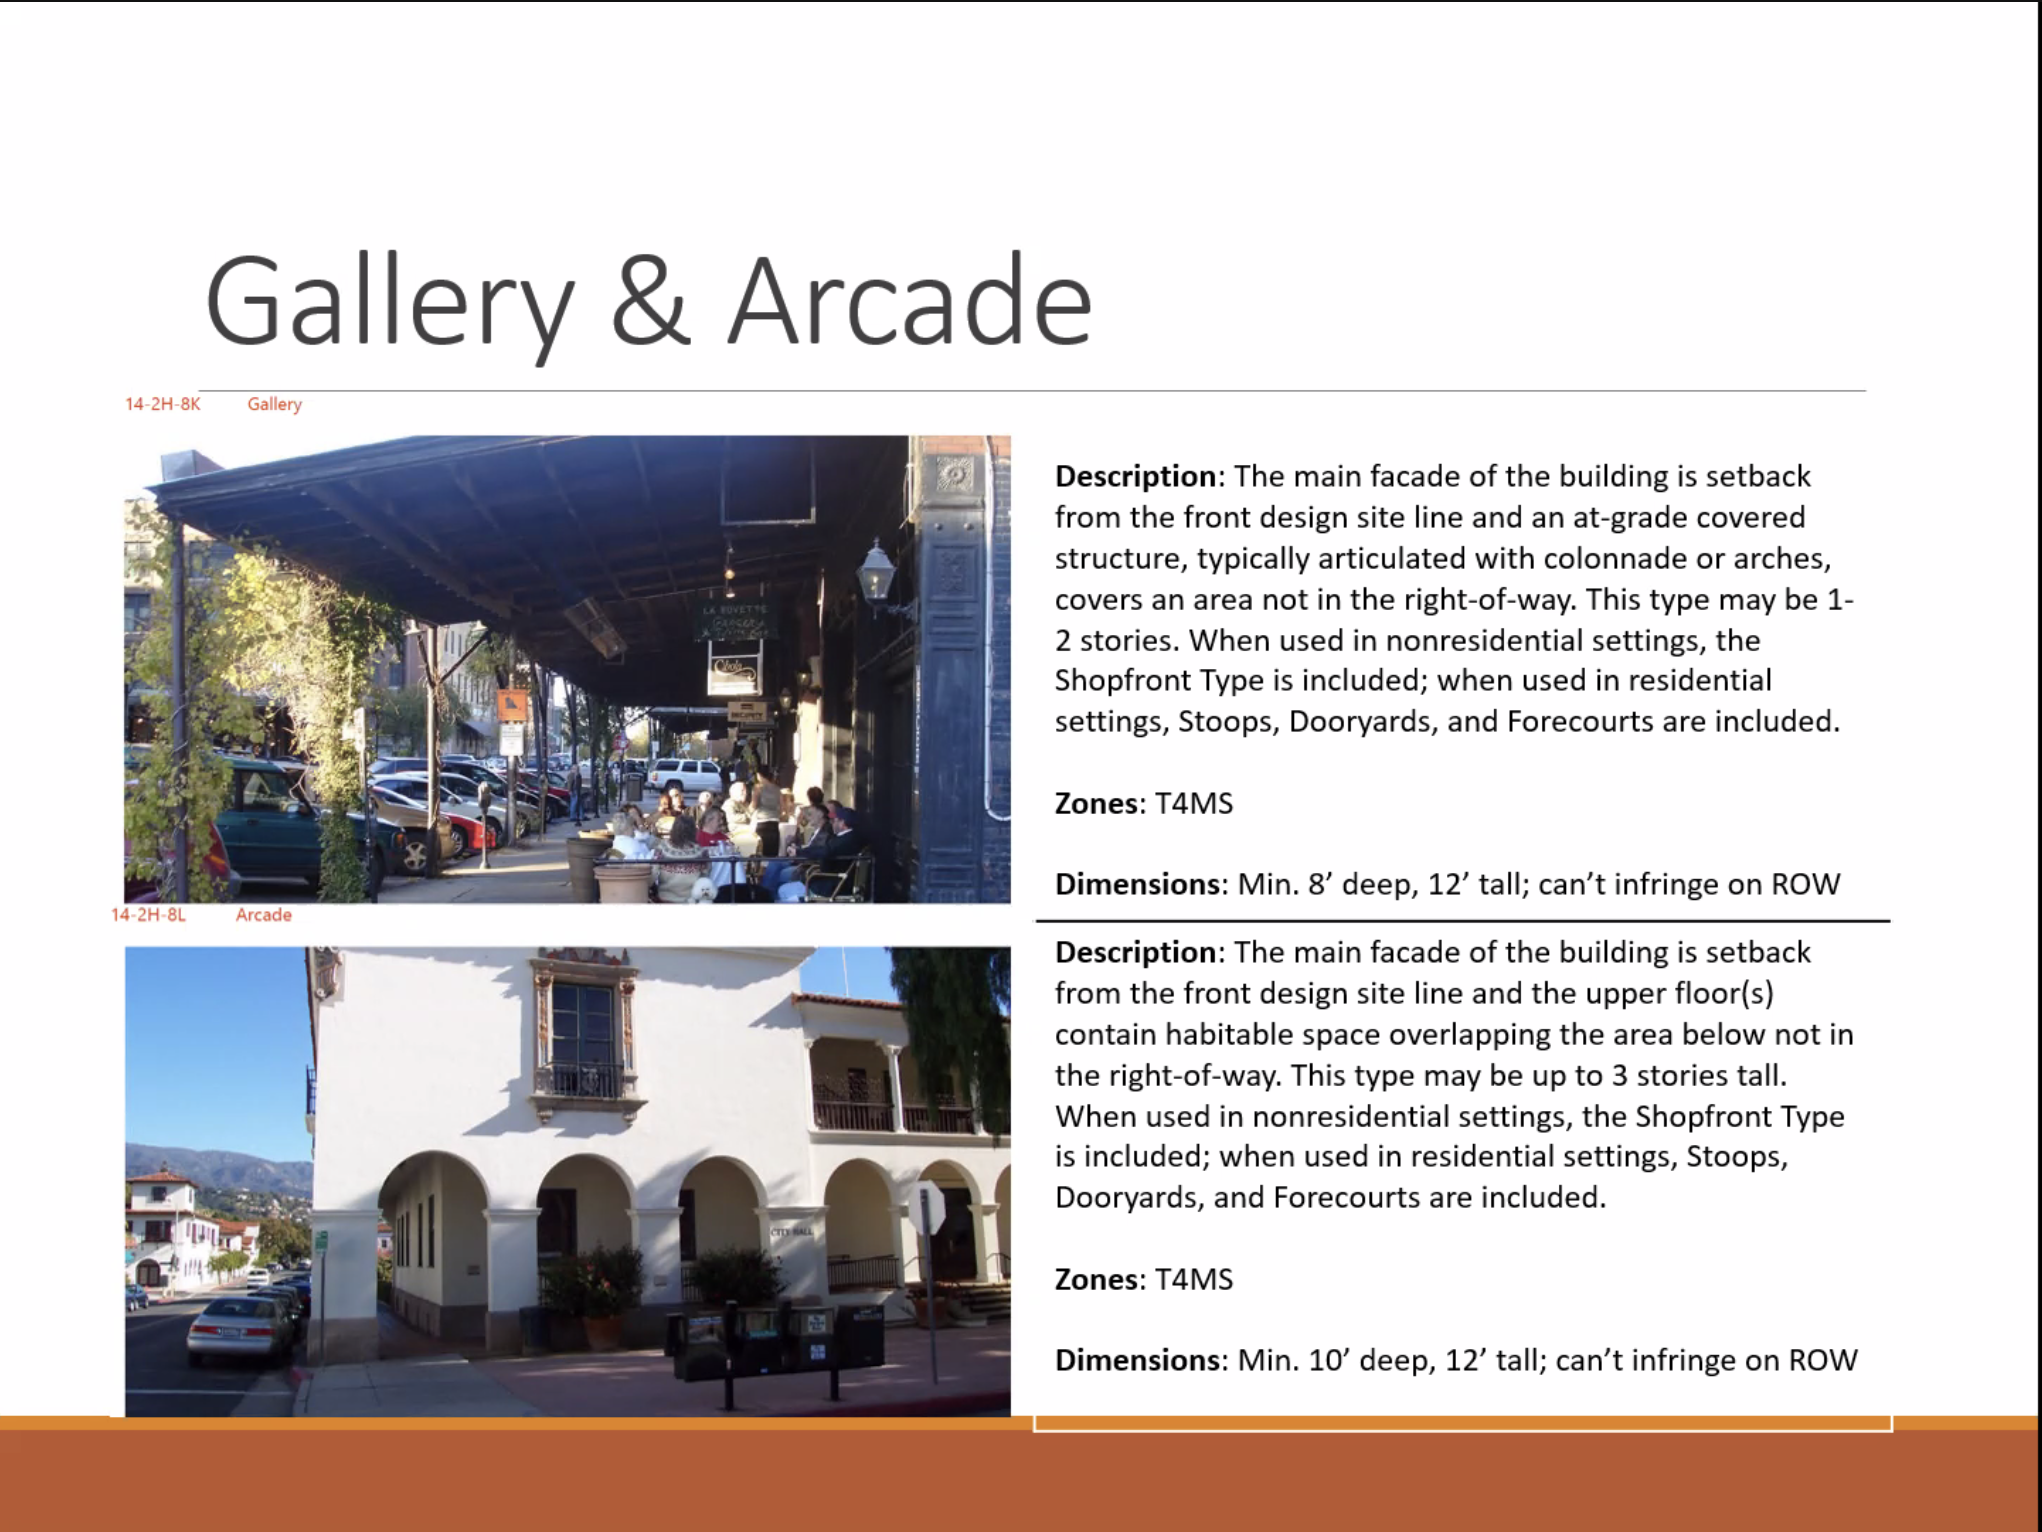 Gallery & Arcade
14-2H-8K Gallery
LA BUVETTE
Grocery
Description: The main facade of the building is setback
from the front design site line and an at-grade covered
structure, typically articulated with colonnade or arches,
covers an area not in the right-of-way. This type may be 1-
2 stories. When used in nonresidential settings, the
Shopfront Type is included; when used in residential
settings, Stoops, Dooryards, and Forecourts are included.
Zones: T4MS
Dimensions: Min. 8’ deep, 12’ tall; can’t infringe on ROW
14-2H-8L Arcade
CITY HALL
Description: The main facade of the building is setback
from the front design site line and the upper floor(s)
contain habitable space overlapping the area below not in
the right-of-way. This type may be up to 3 stories tall.
When used in nonresidential settings, the Shopfront Type
is included; when used in residential settings, Stoops,
Dooryards, and Forecourts are included.
Zones: T4MS
Dimensions: Min. 10’ deep, 12’ tall; can’t infringe on ROW